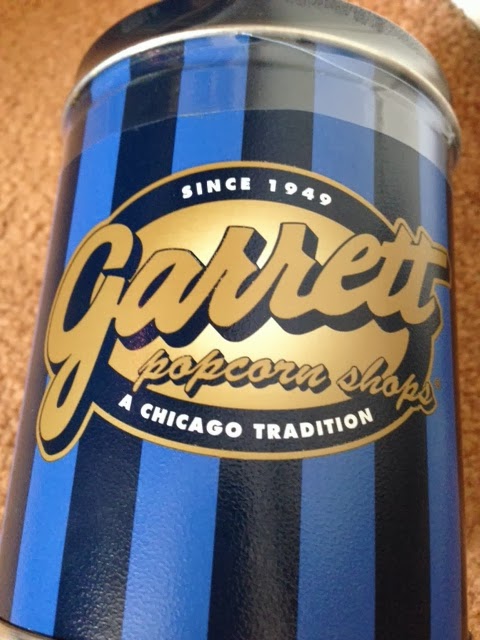 SINCE 1949
Garrett
popcorn shops®
A CHICAGO TRADITION